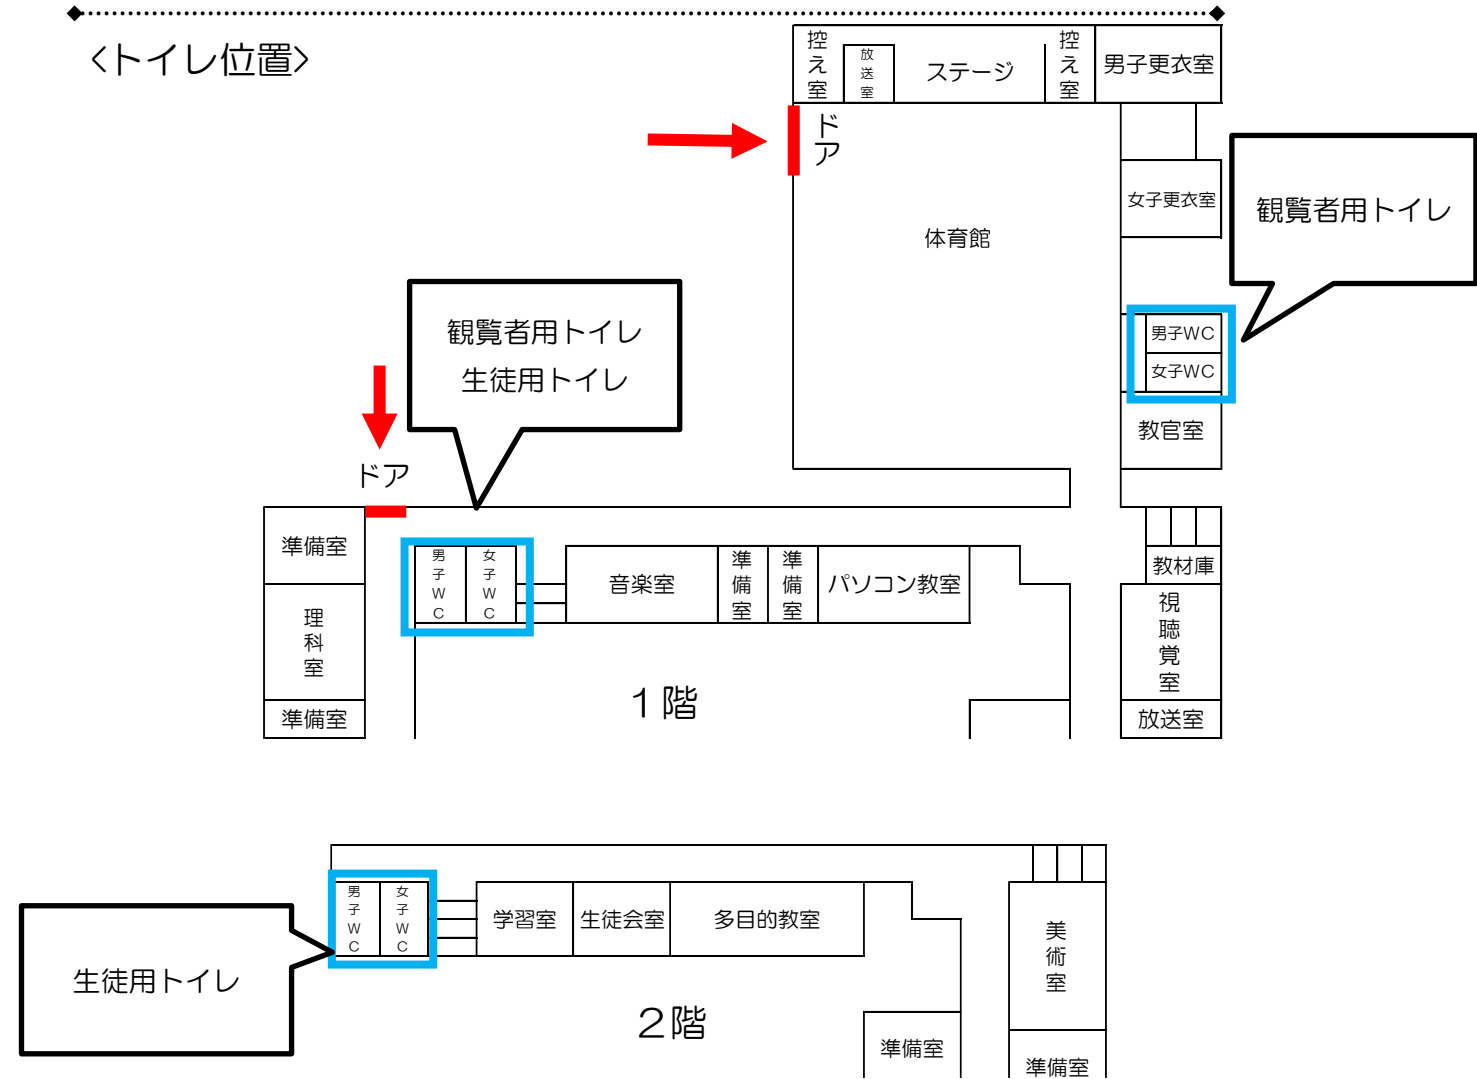 <トイレ位置>
控え室
放送室
ステージ
控え室
男子更衣室
ドア
女子更衣室
観覧者用トイレ
体育館
観覧者用トイレ
生徒用トイレ
男子WC
女子WC
教官室
ドア
準備室
男子WC
女子WC
音楽室
準備室
準備室
パソコン教室
教材庫
理科室
視聴覚室
準備室
1階
放送室
男子WC
女子WC
学習室
生徒会室
多目的教室
美術室
生徒用トイレ
2階
準備室
準備室